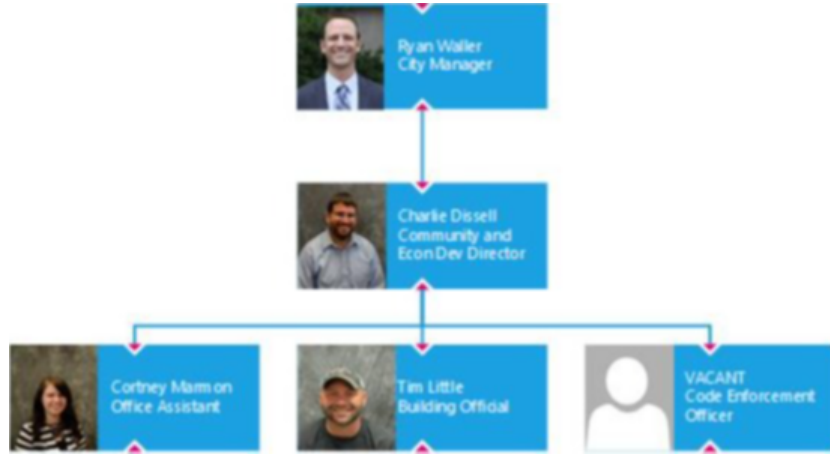 Ryan Waller
City Manager
Charlie Dissell
Community and
Econ Dev Director
Cortney Marmon
Office Assistant
Tim Little
Building Official
VACANT
Code Enforcement
Officer